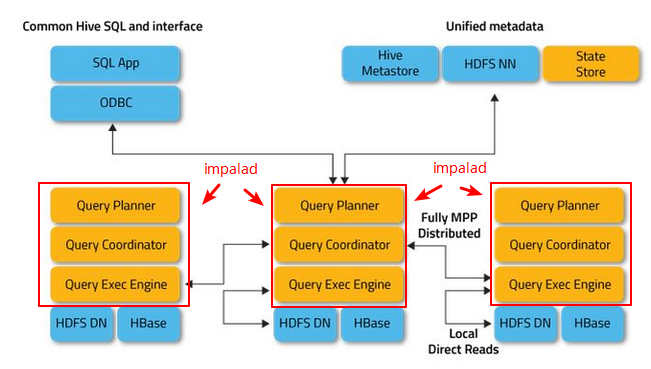 Common Hive SQL and interface
Unified metadata
SQL App
ODBC
Hive
Metastore
HDFS NN
State
Store
impalad
impalad
Query Planner
Query Coordinator
Query Exec Engine
HDFS DN
HBase
Query Planner
Query Coordinator
Query Exec Engine
HDFS DN
HBase
Fully MPP
Distributed
Local
Direct Reads
Query Planner
Query Coordinator
Query Exec Engine
HDFS DN
HBase